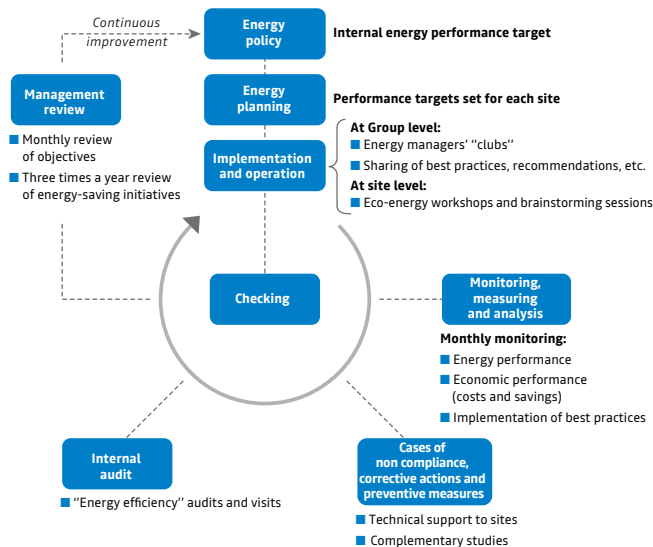 Continuous
improvement
Energy
policy
Internal energy performance target
Management
review
■ Monthly review
of objectives
■ Three times a year review
of energy-saving initiatives
Energy
planning
Performance targets set for each site
Implementation
and operation
At Group level:
■ Energy managers' "clubs"
■ Sharing of best practices, recommendations, etc.
At site level:
■ Eco-energy workshops and brainstorming sessions
Checking
Monitoring,
measuring
and analysis
Monthly monitoring:
■ Energy performance
■ Economic performance
(costs and savings)
■ Implementation of best practices
Internal
audit
■ "Energy efficiency" audits and visits
Cases of
non compliance,
corrective actions and
preventive measures
■ Technical support to sites
■ Complementary studies